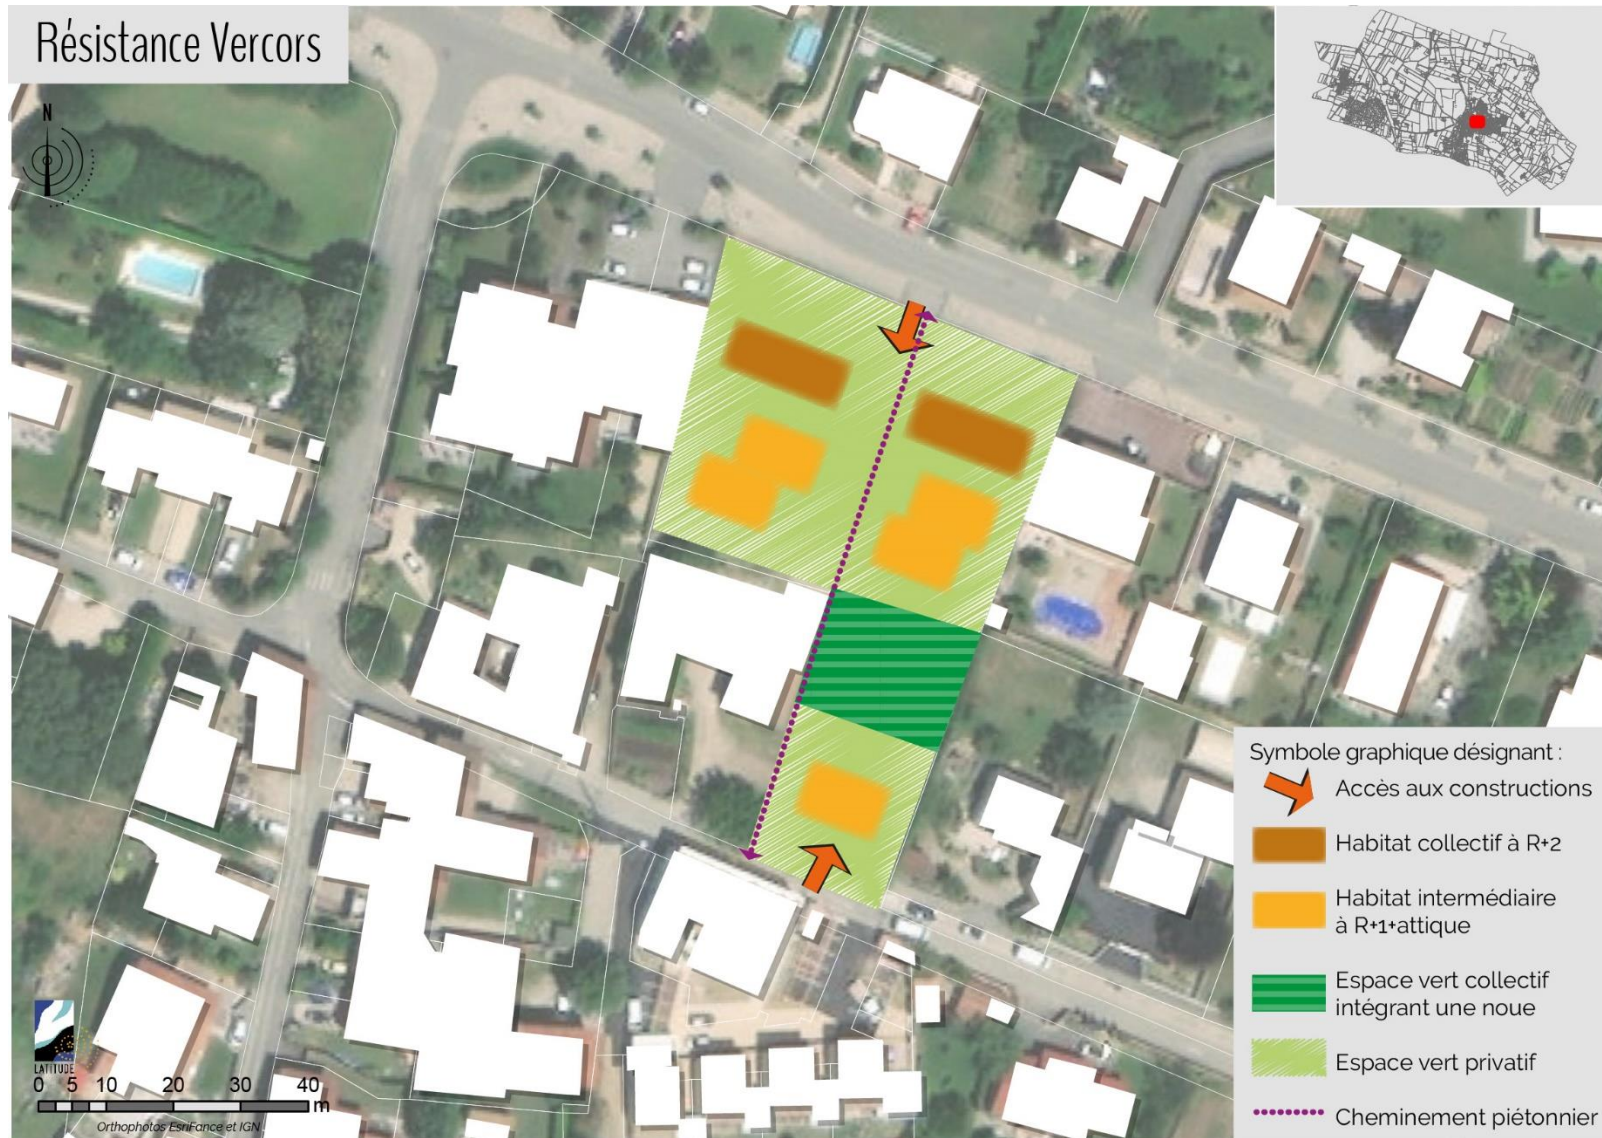 Résistance Vercors
N
Symbole graphique désignant :
Accès aux constructions
Habitat collectif à R+2
Habitat intermédiaire
à R+1+attique
Espace vert collectif
intégrant une noue
Espace vert privatif
Cheminement piétonnier
LATITUDE
0 5 10 20 30 40
m
Orthophotos EsriFance et IGN